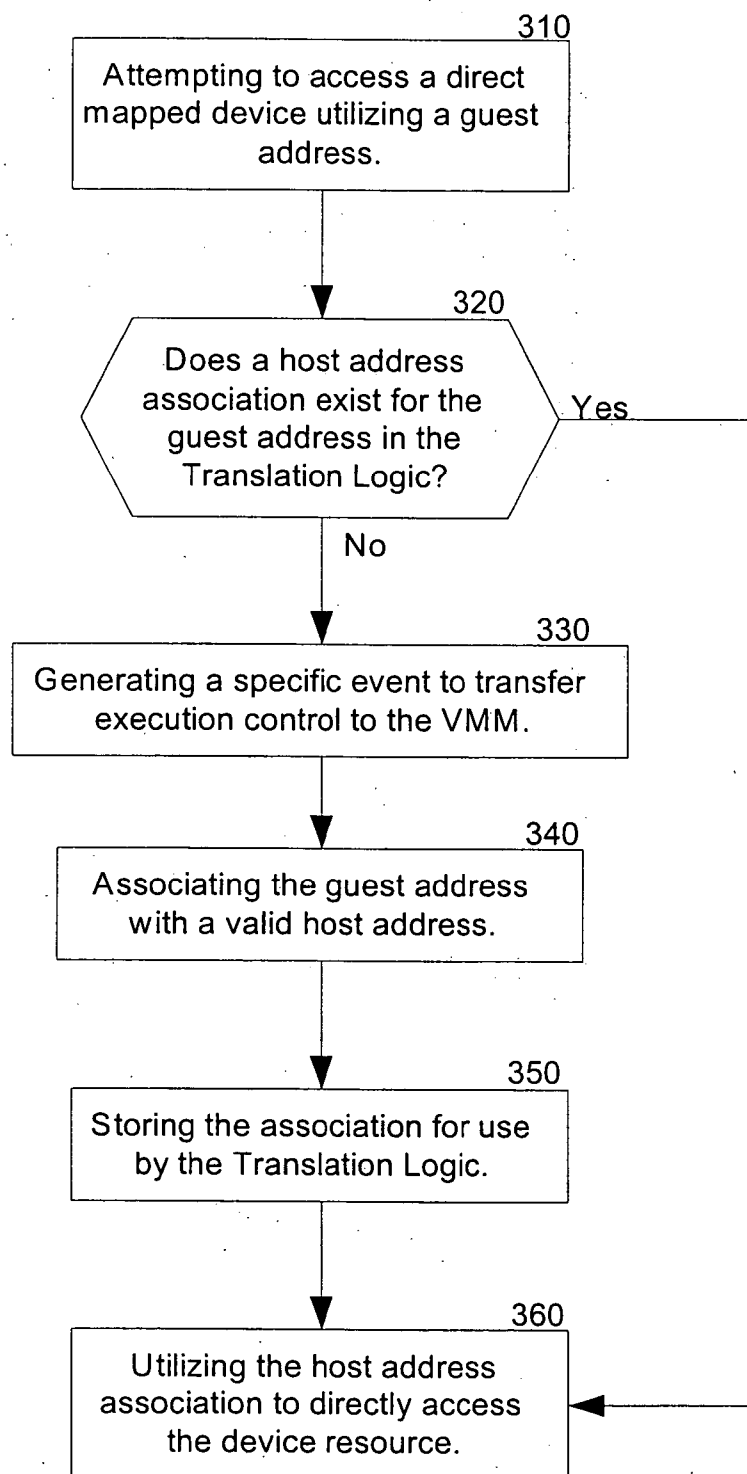 310
Attempting to access a direct
mapped device utilizing a guest
address.
320
Does a host address
association exist for the
guest address in the
Translation Logic?
Yes
No
330
Generating a specific event to transfer
execution control to the VMM.
340
Associating the guest address
with a valid host address.
350
Storing the association for use
by the Translation Logic.
360
Utilizing the host address
association to directly access
the device resource.